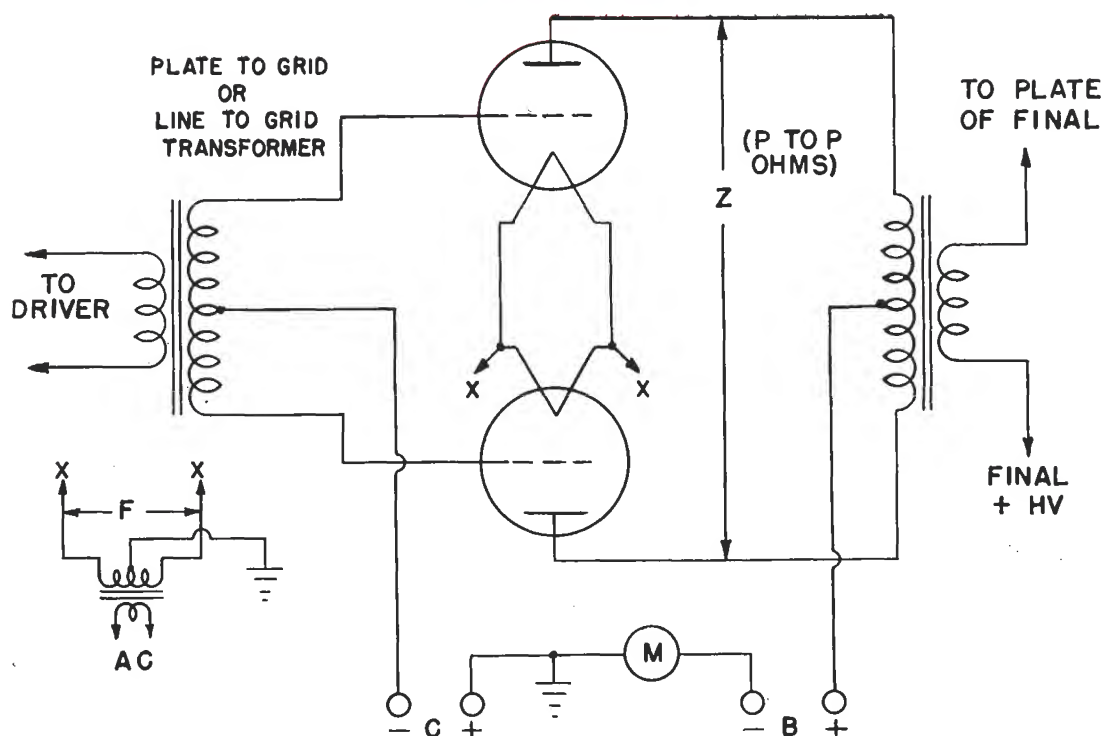 PLATE TO GRID
OR
LINE TO GRID
TRANSFORMER
TO PLATE
OF FINAL
(P TO P
OHMS)
Z
TO
DRIVER
X
X
X
F
X
FINAL
+ HV
AC
M
- C +
- B +